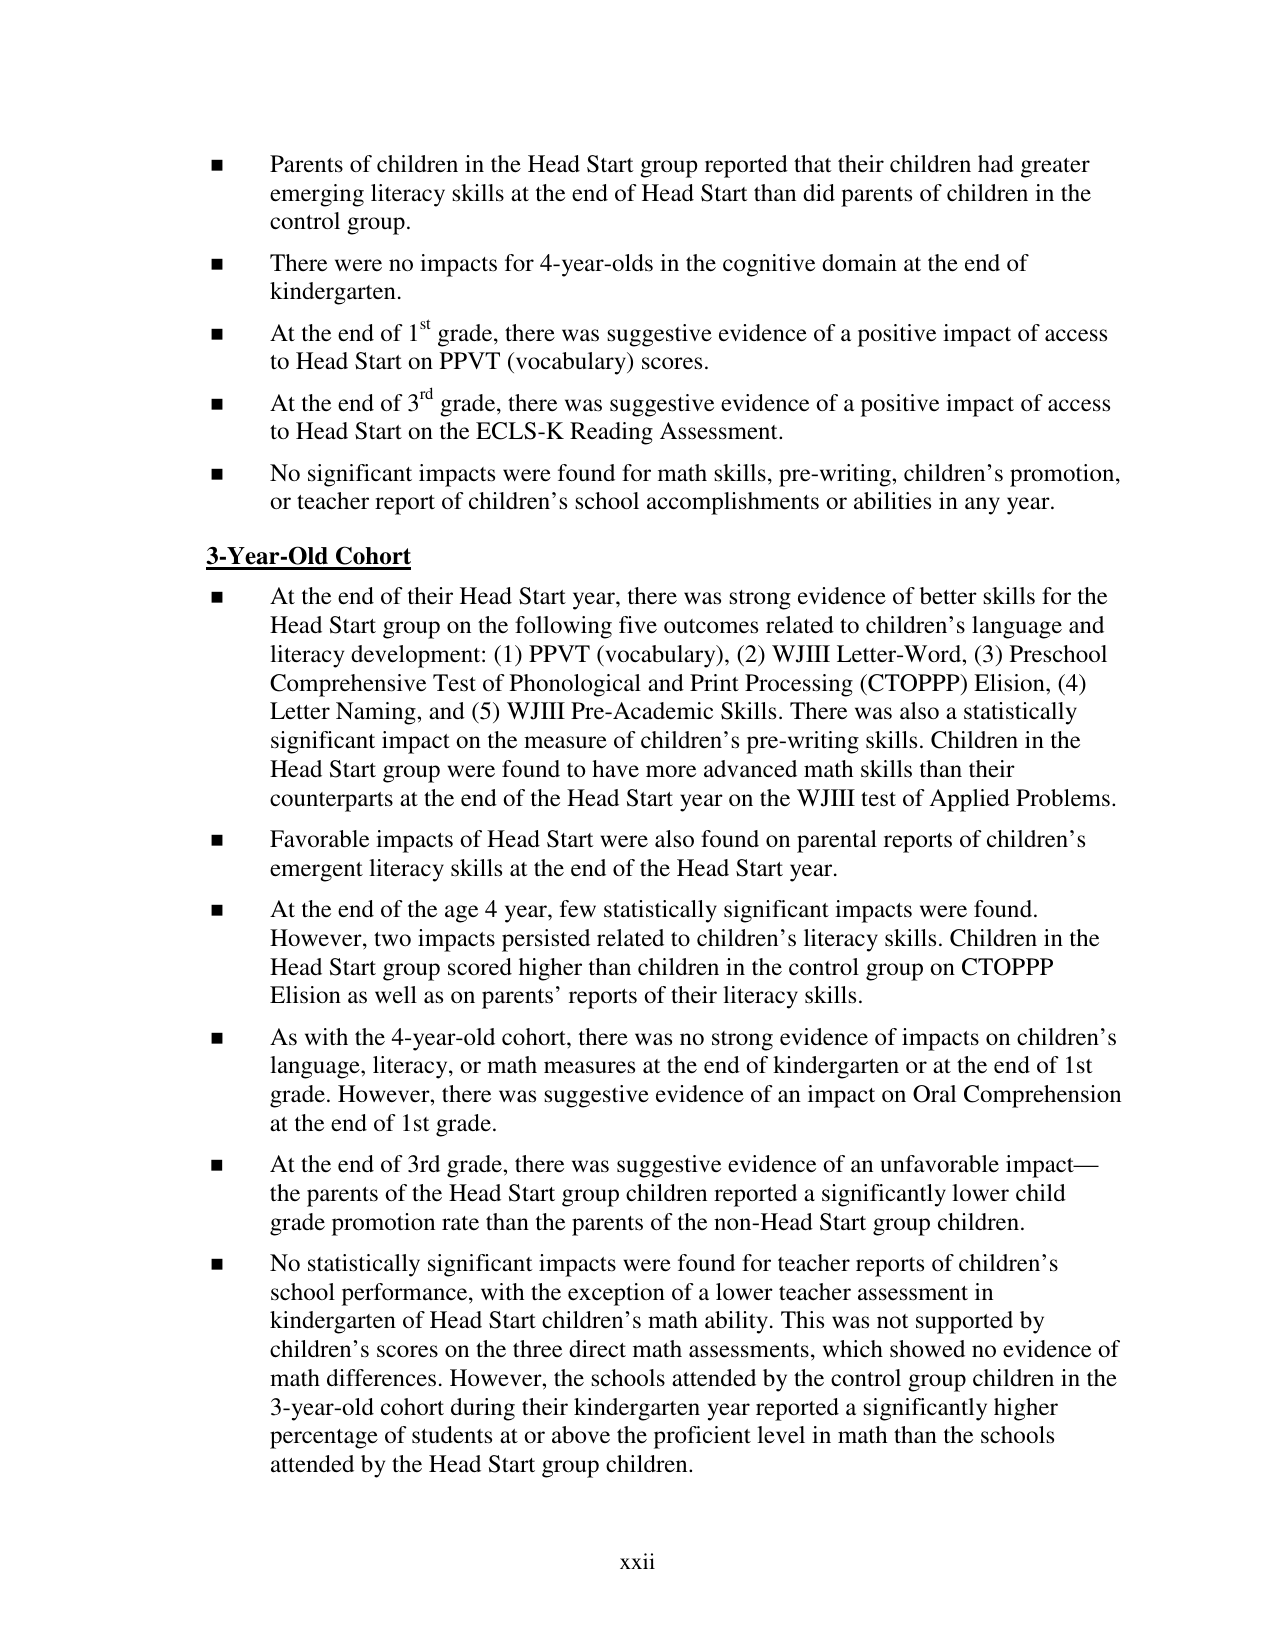 ■ Parents of children in the Head Start group reported that their children had greater
emerging literacy skills at the end of Head Start than did parents of children in the
control group.
■ There were no impacts for 4-year-olds in the cognitive domain at the end of
kindergarten.
■ At the end of 1st grade, there was suggestive evidence of a positive impact of access
to Head Start on PPVT (vocabulary) scores.
■ At the end of 3rd grade, there was suggestive evidence of a positive impact of access
to Head Start on the ECLS-K Reading Assessment.
■ No significant impacts were found for math skills, pre-writing, children’s promotion,
or teacher report of children’s school accomplishments or abilities in any year.
3-Year-Old Cohort
■ At the end of their Head Start year, there was strong evidence of better skills for the
Head Start group on the following five outcomes related to children’s language and
literacy development: (1) PPVT (vocabulary), (2) WJIII Letter-Word, (3) Preschool
Comprehensive Test of Phonological and Print Processing (CTOPPP) Elision, (4)
Letter Naming, and (5) WJIII Pre-Academic Skills. There was also a statistically
significant impact on the measure of children’s pre-writing skills. Children in the
Head Start group were found to have more advanced math skills than their
counterparts at the end of the Head Start year on the WJIII test of Applied Problems.
■ Favorable impacts of Head Start were also found on parental reports of children’s
emergent literacy skills at the end of the Head Start year.
■ At the end of the age 4 year, few statistically significant impacts were found.
However, two impacts persisted related to children’s literacy skills. Children in the
Head Start group scored higher than children in the control group on CTOPPP
Elision as well as on parents’ reports of their literacy skills.
■ As with the 4-year-old cohort, there was no strong evidence of impacts on children’s
language, literacy, or math measures at the end of kindergarten or at the end of 1st
grade. However, there was suggestive evidence of an impact on Oral Comprehension
at the end of 1st grade.
■ At the end of 3rd grade, there was suggestive evidence of an unfavorable impact—
the parents of the Head Start group children reported a significantly lower child
grade promotion rate than the parents of the non-Head Start group children.
■ No statistically significant impacts were found for teacher reports of children’s
school performance, with the exception of a lower teacher assessment in
kindergarten of Head Start children’s math ability. This was not supported by
children’s scores on the three direct math assessments, which showed no evidence of
math differences. However, the schools attended by the control group children in the
3-year-old cohort during their kindergarten year reported a significantly higher
percentage of students at or above the proficient level in math than the schools
attended by the Head Start group children.
xxii